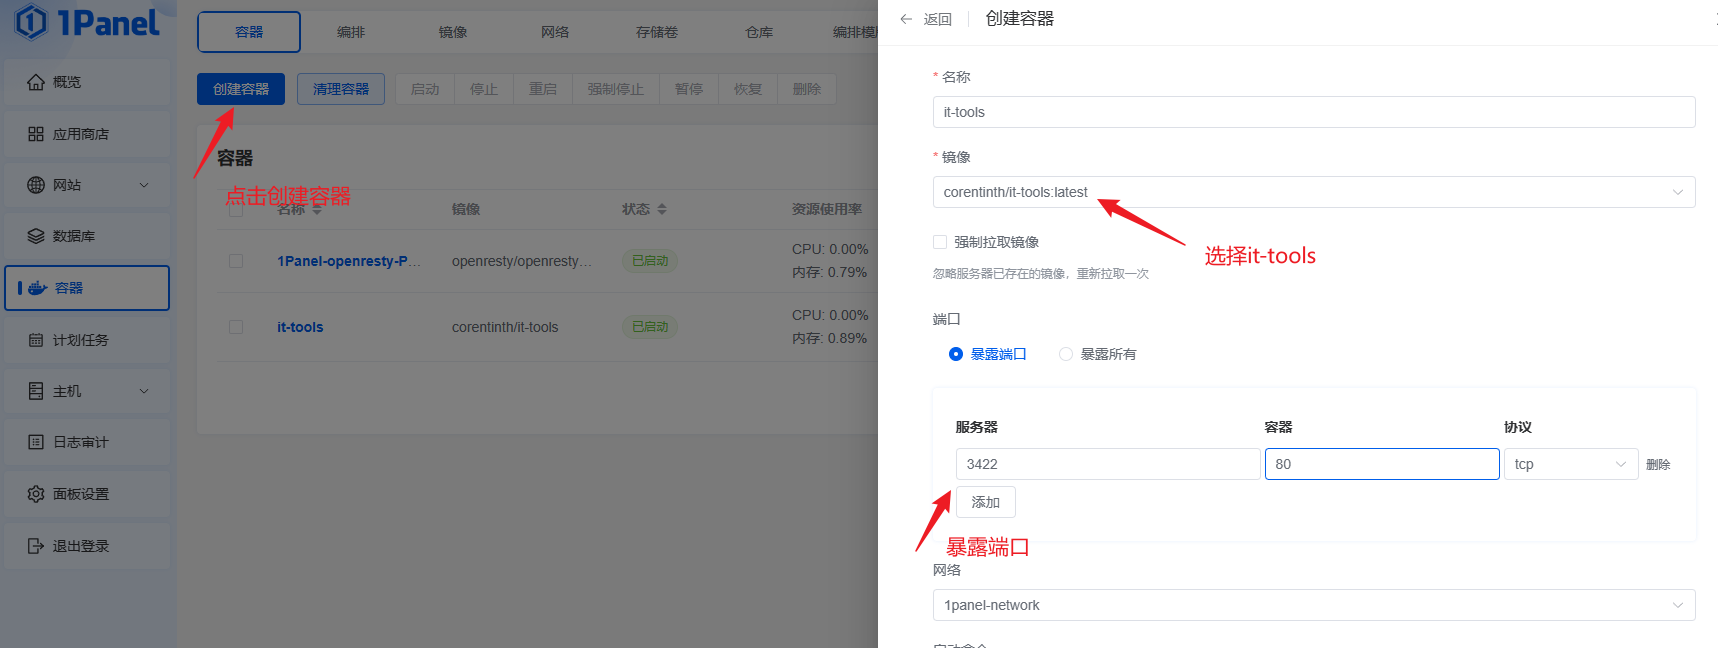 1Panel
概览
应用商店
网站
数据库
容器
计划任务
主机
日志审计
面板设置
退出登录
容器 编排 镜像 网络 存储卷 仓库 编排模
创建容器 清理容器 启动 停止 重启 强制停止 暂停 恢复 删除
容器
点击创建容器
名称 镜像 状态 资源使用率
1Panel-openresty-P... openresty/openresty... 已启动 CPU: 0.00%
内存: 0.79%
it-tools corentinth/it-tools 已启动 CPU: 0.00%
内存: 0.89%
返回 创建容器
* 名称
it-tools
* 镜像
corentinth/it-tools:latest
强制拉取镜像
选择it-tools
忽略服务器已存在的镜像，重新拉取一次
端口
暴露端口 暴露所有
服务器 容器 协议
3422 80 tcp 删除
添加
暴露端口
网络
1panel-network
启动命令